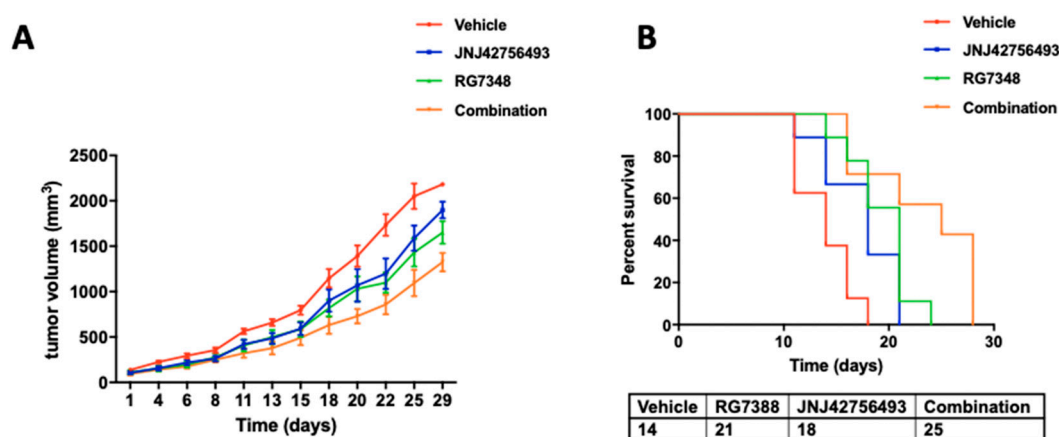 A
Vehicle
JNJ42756493
RG7348
Combination
tumor volume (mm³)
2500
2000
1500
1000
500
0
1 4 6 8 11 13 15 18 20 22 25 29
Time (days)
B
Vehicle
JNJ42756493
RG7348
Combination
Percent survival
100
80
60
40
20
0
0 10 20 30
Time (days)
Vehicle RG7388 JNJ42756493 Combination
14 21 18 25